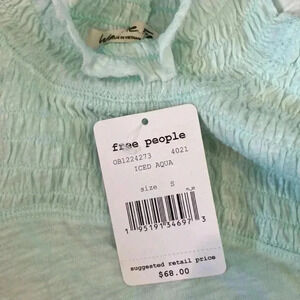 free people
OB1224273 4021
ICED AQUA
size S
1 95191 34697 3
suggested retail price
$68.00